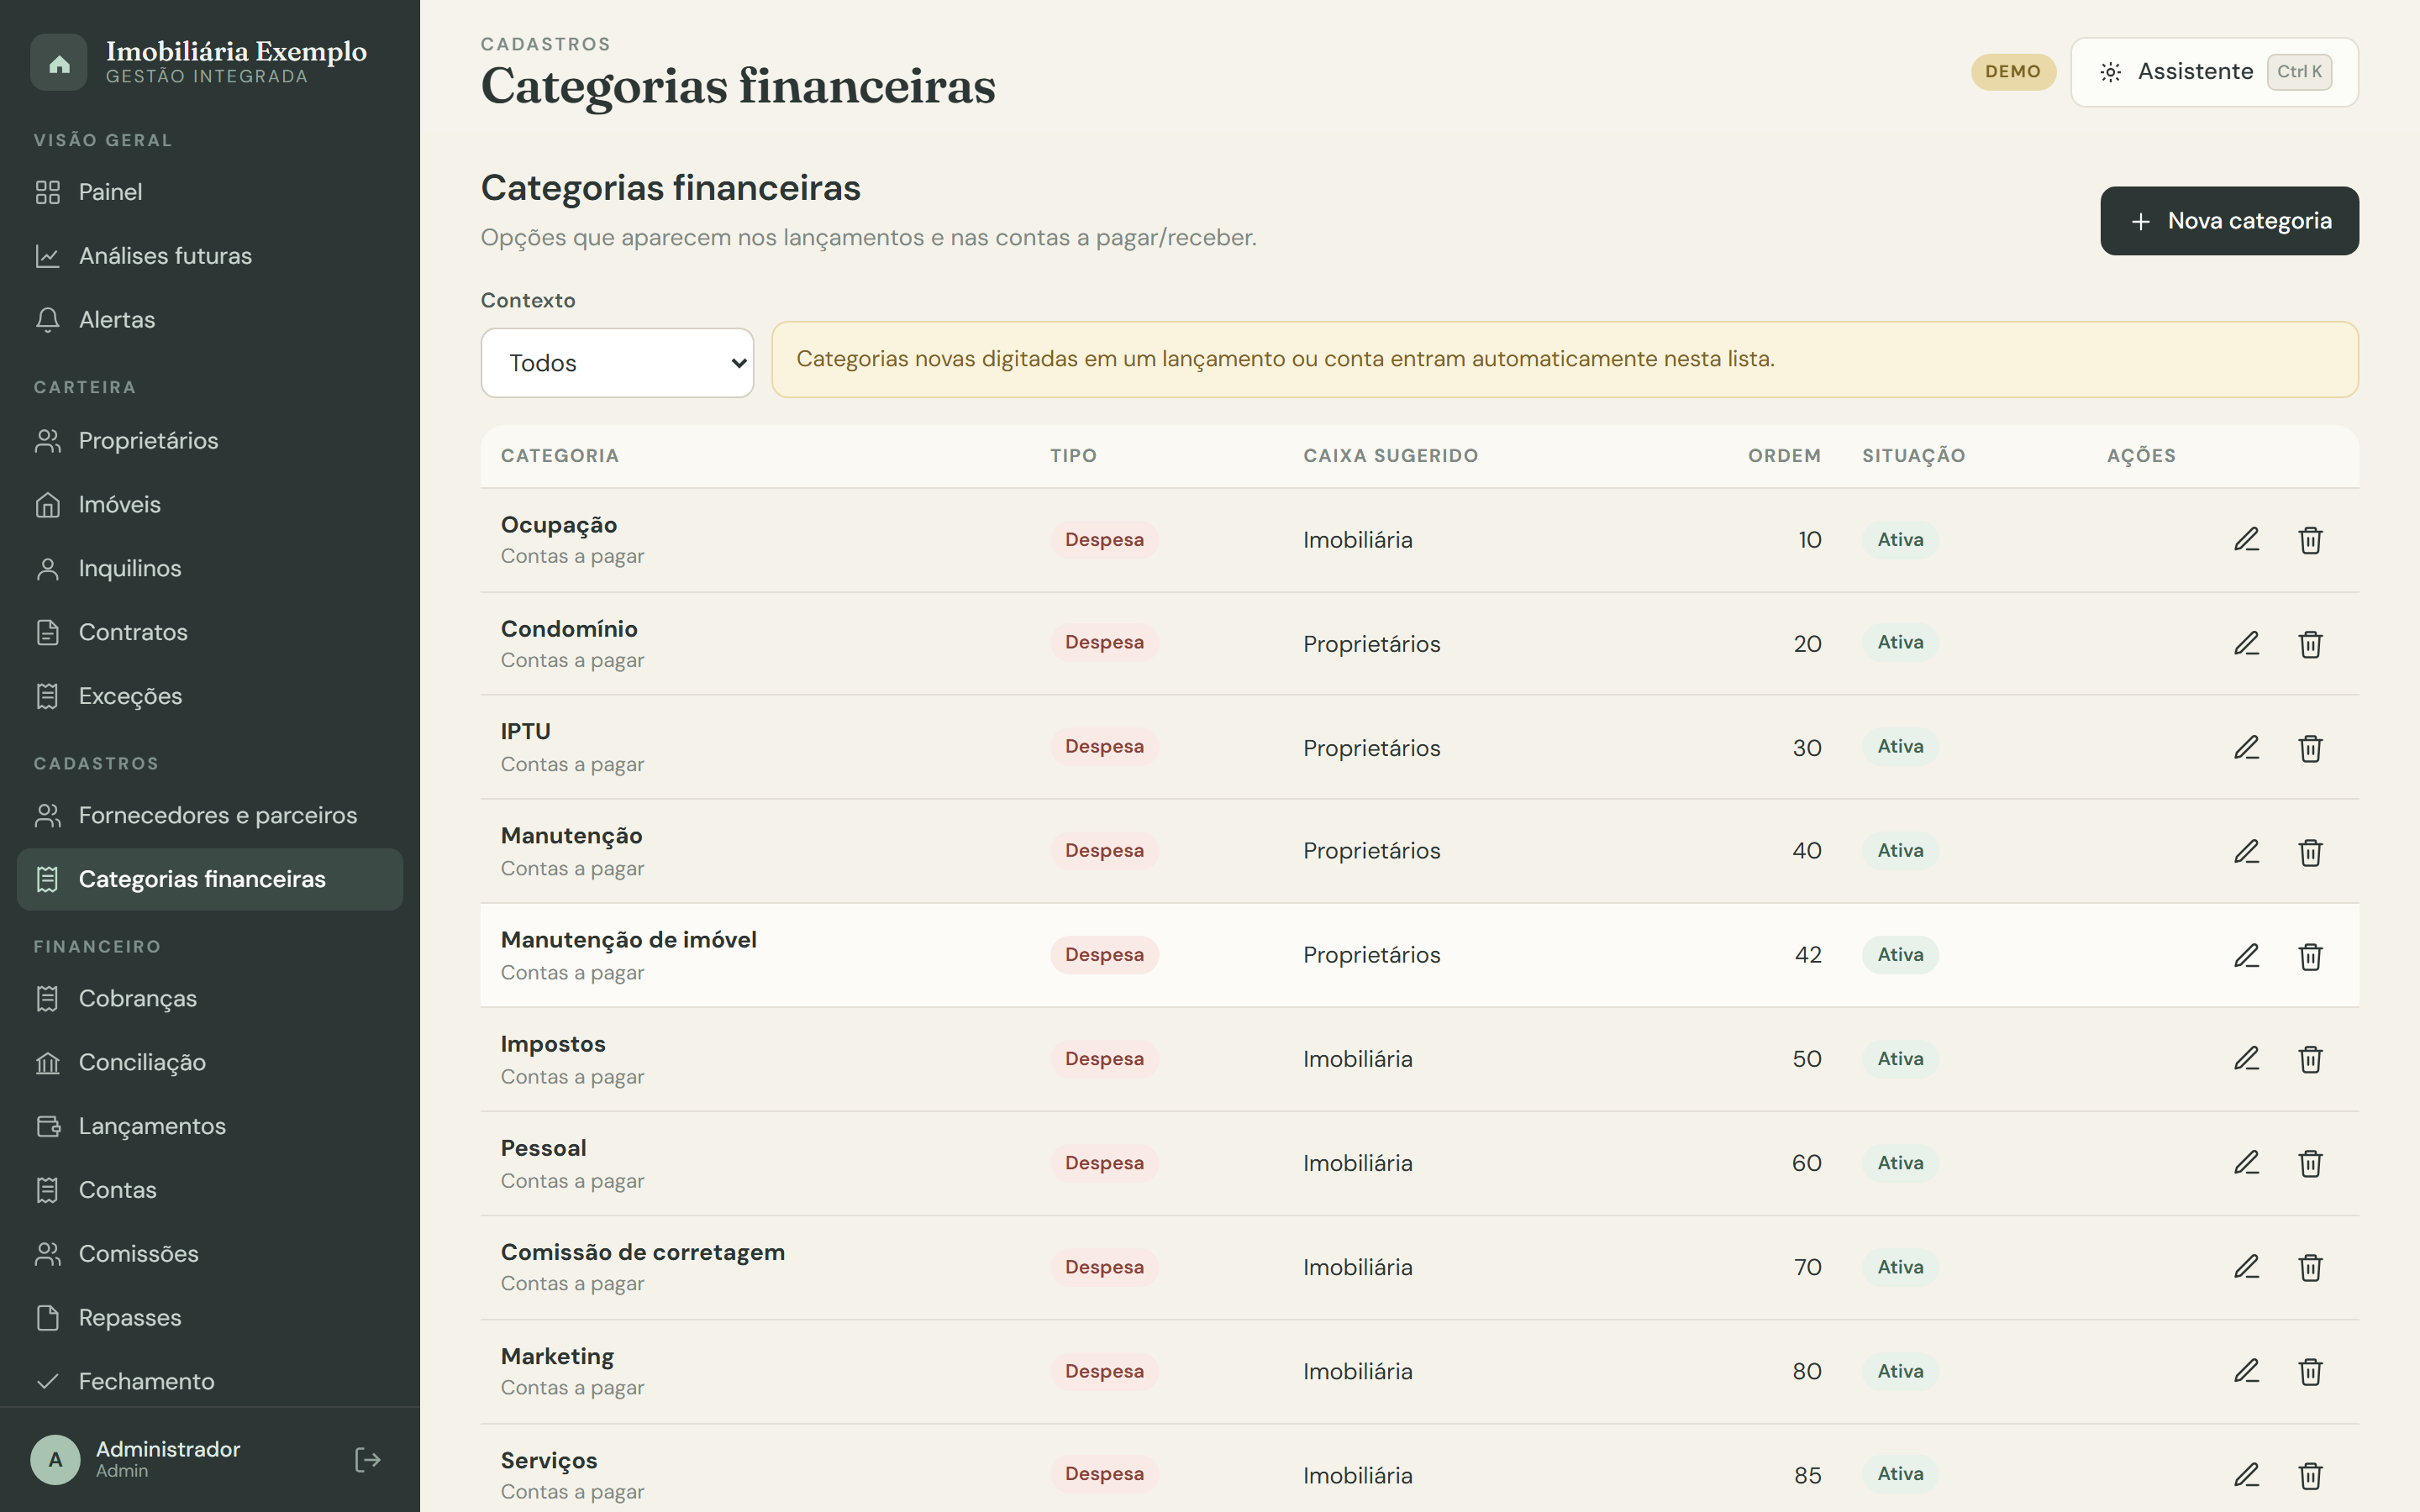 Imobiliária Exemplo
GESTÃO INTEGRADA
VISÃO GERAL
Painel
Análises futuras
Alertas
CARTEIRA
Proprietários
Imóveis
Inquilinos
Contratos
Exceções
CADASTROS
Fornecedores e parceiros
Categorias financeiras
FINANCEIRO
Cobranças
Conciliação
Lançamentos
Contas
Comissões
Repasses
Fechamento
A
Administrador
Admin
CADASTROS
Categorias financeiras
DEMO
Assistente Ctrl K
Categorias financeiras
Opções que aparecem nos lançamentos e nas contas a pagar/receber.
Nova categoria
Contexto
Todos
Categorias novas digitadas em um lançamento ou conta entram automaticamente nesta lista.
CATEGORIA TIPO CAIXA SUGERIDO ORDEM SITUAÇÃO AÇÕES
Ocupação
Contas a pagar
Despesa Imobiliária 10 Ativa
Condomínio
Contas a pagar
Despesa Proprietários 20 Ativa
IPTU
Contas a pagar
Despesa Proprietários 30 Ativa
Manutenção
Contas a pagar
Despesa Proprietários 40 Ativa
Manutenção de imóvel
Contas a pagar
Despesa Proprietários 42 Ativa
Impostos
Contas a pagar
Despesa Imobiliária 50 Ativa
Pessoal
Contas a pagar
Despesa Imobiliária 60 Ativa
Comissão de corretagem
Contas a pagar
Despesa Imobiliária 70 Ativa
Marketing
Contas a pagar
Despesa Imobiliária 80 Ativa
Serviços
Contas a pagar
Despesa Imobiliária 85 Ativa